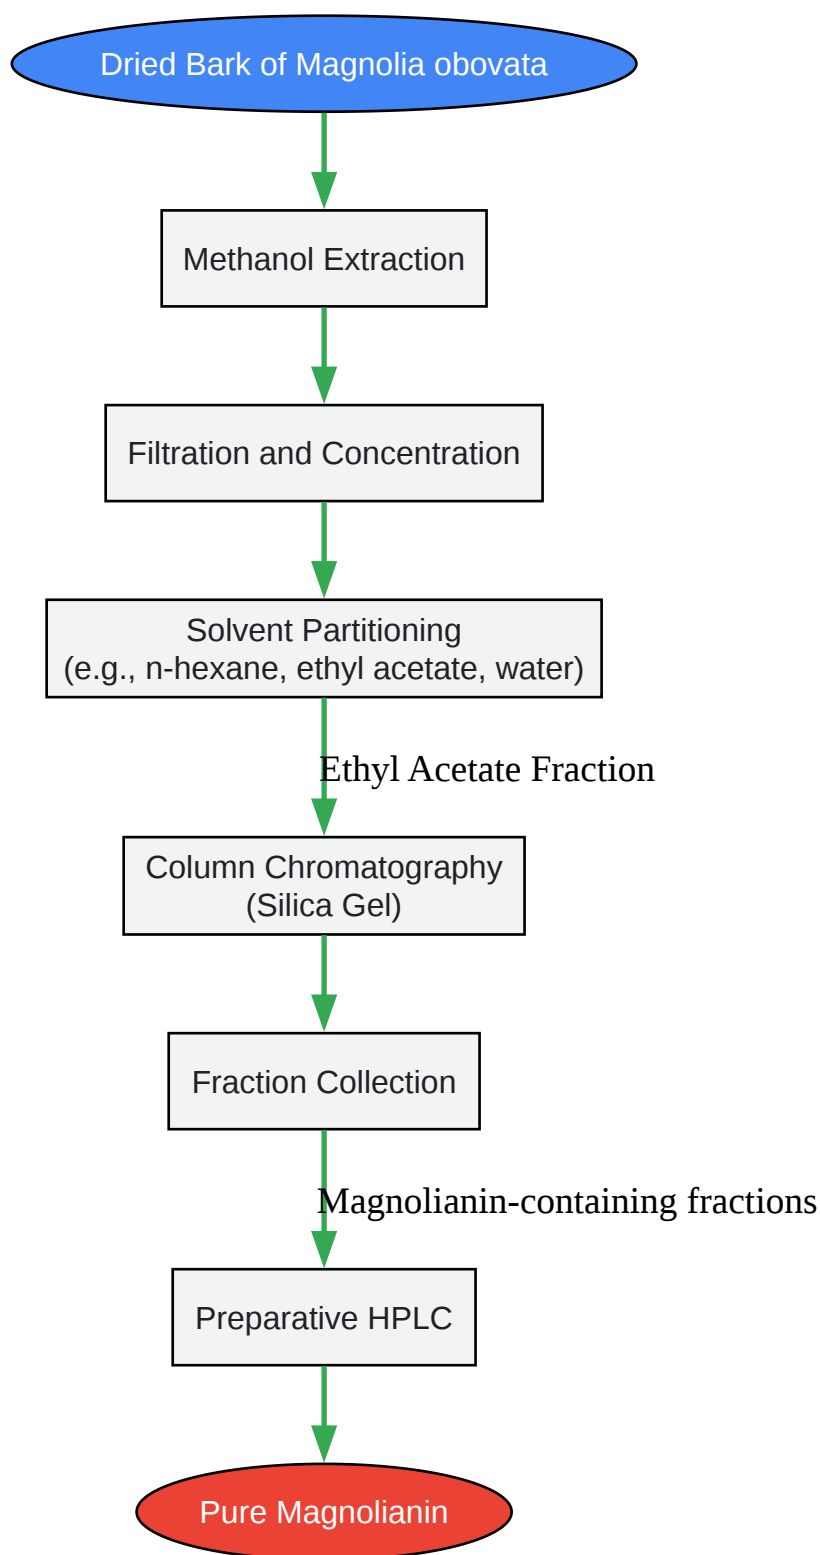 Dried Bark of Magnolia obovata
Methanol Extraction
Filtration and Concentration
Solvent Partitioning
(e.g., n-hexane, ethyl acetate, water)
Ethyl Acetate Fraction
Column Chromatography
(Silica Gel)
Fraction Collection
Magnolianin-containing fractions
Preparative HPLC
Pure Magnolianin